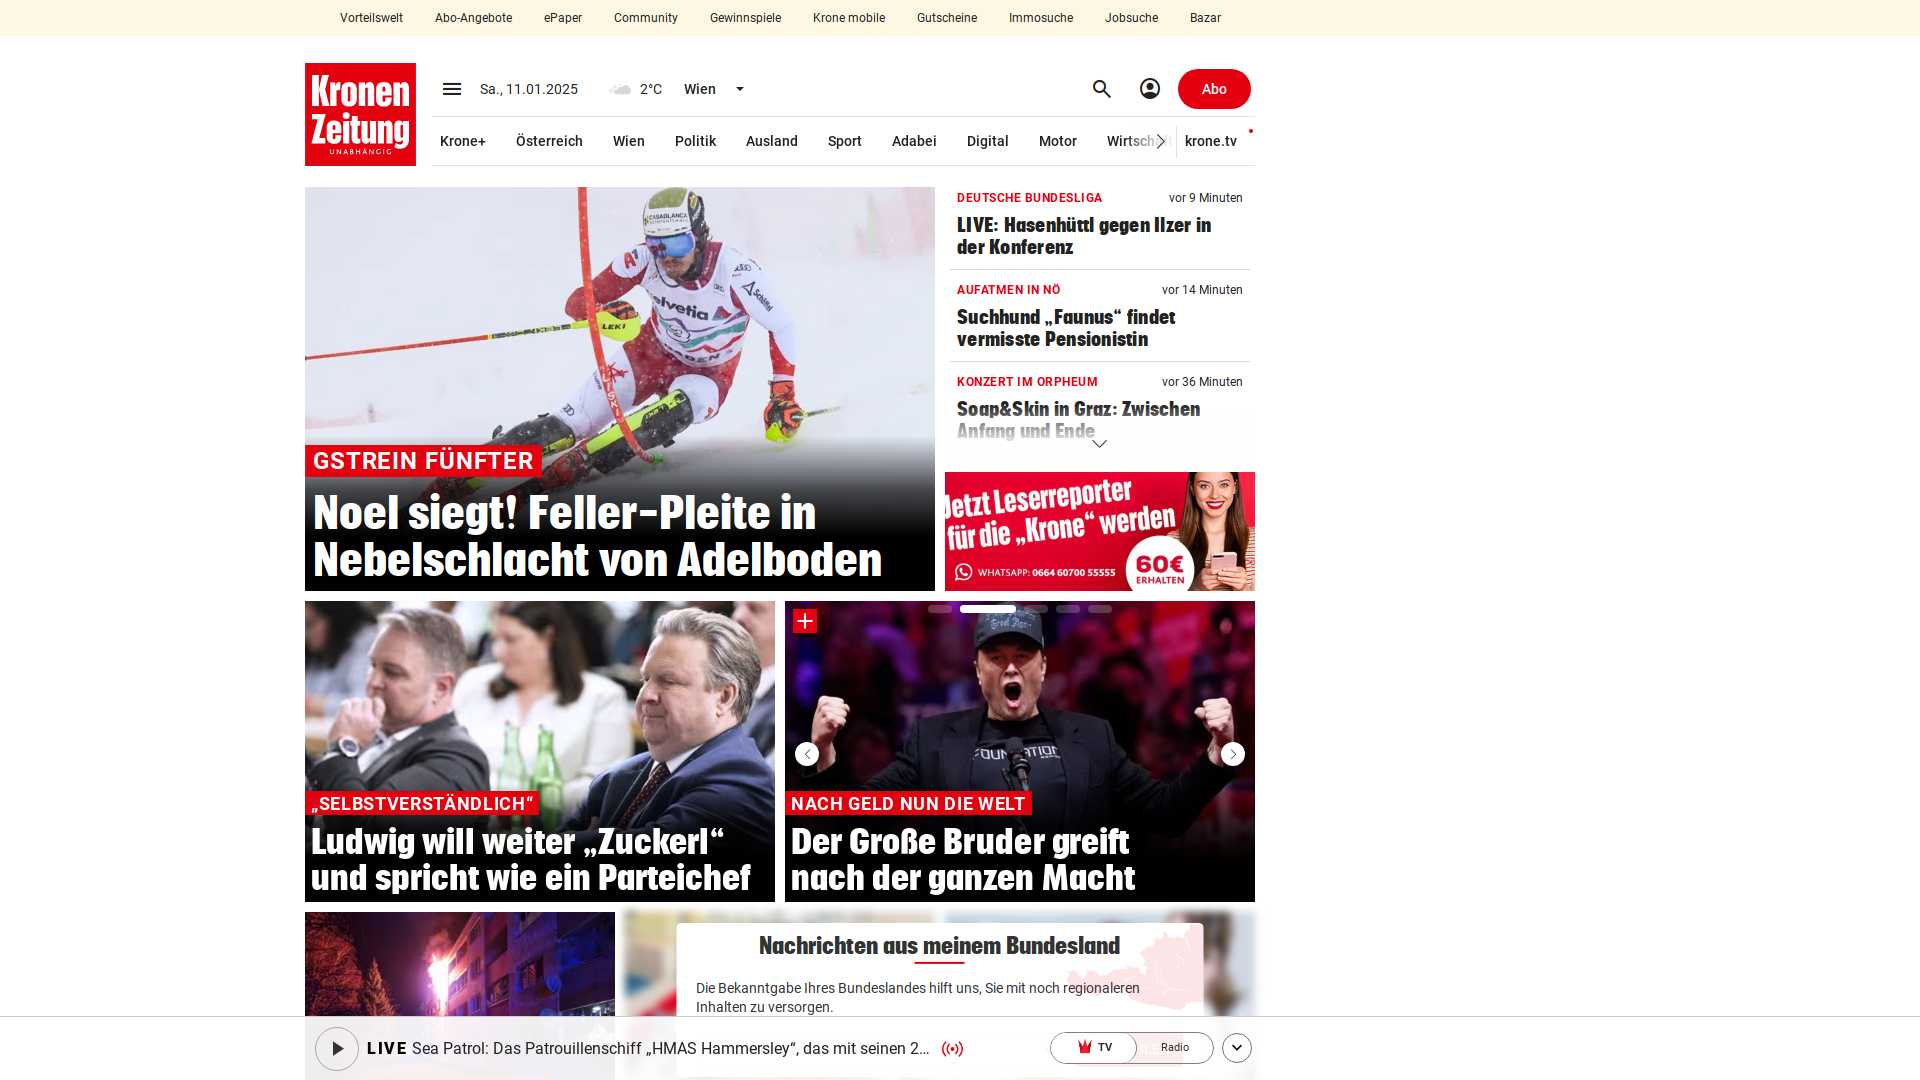 Vorteilswelt Abo-Angebote ePaper Community Gewinnspiele Krone mobile Gutscheine Immosuche Jobsuche Bazar
Kronen
Zeitung
UNABHÄNGIG
Sa., 11.01.2025 2°C Wien
Abo
Krone+ Österreich Wien Politik Ausland Sport Adabei Digital Motor Wirtschaft krone.tv
CASABLANCA
helvetia
LEKI
GSTREIN FÜNFTER
Noel siegt! Feller-Pleite in
Nebelschlacht von Adelboden
DEUTSCHE BUNDESLIGA vor 9 Minuten
LIVE: Hasenhüttl gegen Ilzer in
der Konferenz
AUFATMEN IN NÖ vor 14 Minuten
Suchhund „Faunus“ findet
vermisste Pensionistin
KONZERT IM ORPHEUM vor 36 Minuten
Soap&Skin in Graz: Zwischen
Anfang und Ende
Jetzt Leserreporter
für die „Krone“ werden
WHATSAPP: 0664 60700 55555
60€
ERHALTEN
„SELBSTVERSTÄNDLICH“
Ludwig will weiter „Zuckerl“
und spricht wie ein Parteichef
NACH GELD NUN DIE WELT
Der Große Bruder greift
nach der ganzen Macht
Nachrichten aus meinem Bundesland
Die Bekanntgabe Ihres Bundeslandes hilft uns, Sie mit noch regionaleren
Inhalten zu versorgen.
LIVE Sea Patrol: Das Patrouillenschiff „HMAS Hammersley“, das mit seinen 2...
TV Radio